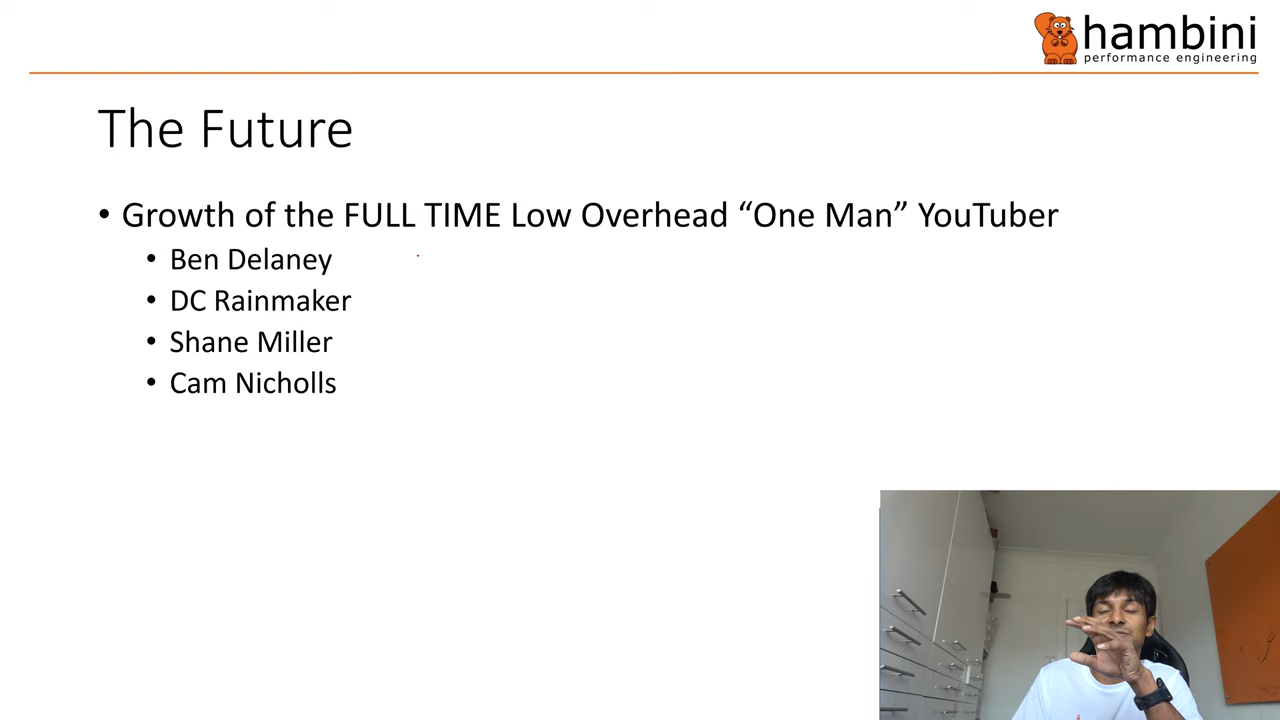 hambini
performance engineering
The Future
• Growth of the FULL TIME Low Overhead “One Man” YouTuber
• Ben Delaney
• DC Rainmaker
• Shane Miller
• Cam Nicholls